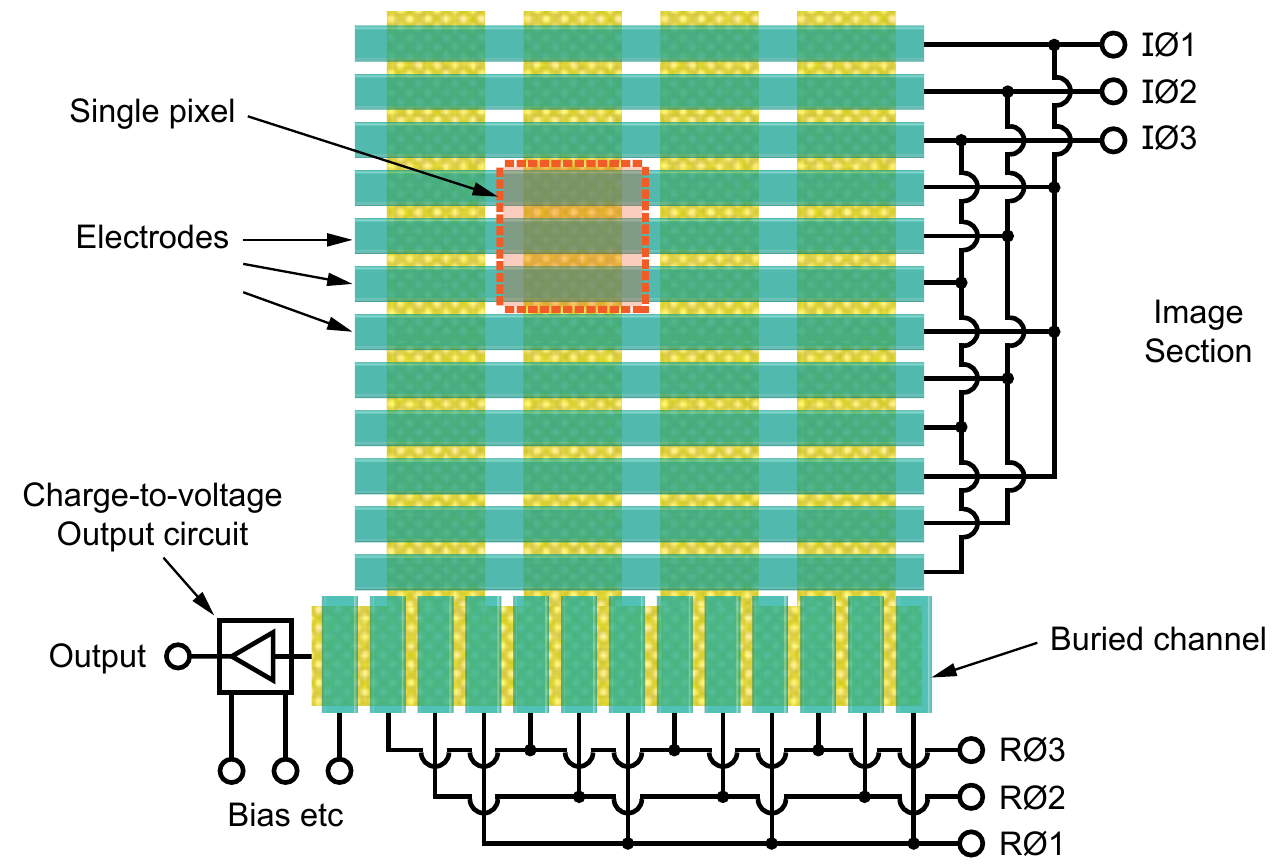 IØ1
IØ2
IØ3
Single pixel
Electrodes
Image
Section
Charge-to-voltage
Output circuit
Output
Buried channel
Bias etc
RØ3
RØ2
RØ1